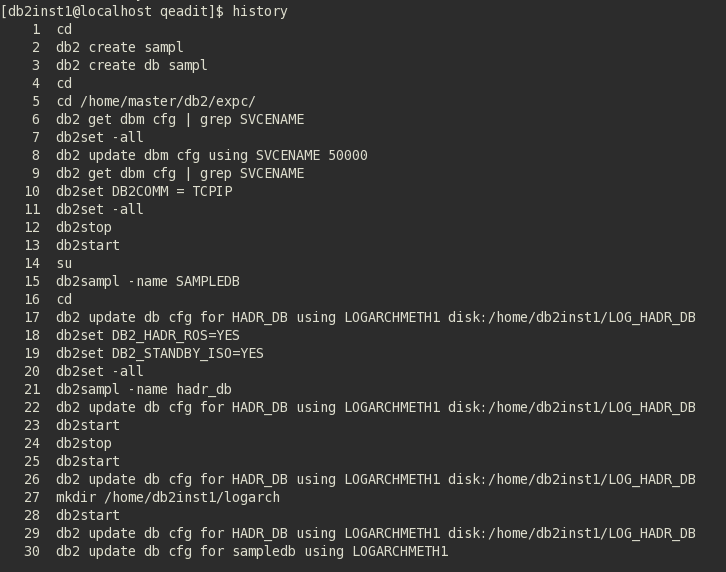 [db2inst1@localhost qeadit]$ history
1 cd
2 db2 create sampl
3 db2 create db sampl
4 cd
5 cd /home/master/db2/expc/
6 db2 get dbm cfg | grep SVCENAME
7 db2set -all
8 db2 update dbm cfg using SVCENAME 50000
9 db2 get dbm cfg | grep SVCENAME
10 db2set DB2COMM = TCPIP
11 db2set -all
12 db2stop
13 db2start
14 su
15 db2sampl -name SAMPLEDB
16 cd
17 db2 update db cfg for HADR_DB using LOGARCHMETH1 disk:/home/db2inst1/LOG_HADR_DB
18 db2set DB2_HADR_ROS=YES
19 db2set DB2_STANDBY_ISO=YES
20 db2set -all
21 db2sampl -name hadr_db
22 db2 update db cfg for HADR_DB using LOGARCHMETH1 disk:/home/db2inst1/LOG_HADR_DB
23 db2start
24 db2stop
25 db2start
26 db2 update db cfg for HADR_DB using LOGARCHMETH1 disk:/home/db2inst1/LOG_HADR_DB
27 mkdir /home/db2inst1/logarch
28 db2start
29 db2 update db cfg for HADR_DB using LOGARCHMETH1 disk:/home/db2inst1/LOG_HADR_DB
30 db2 update db cfg for sampledb using LOGARCHMETH1